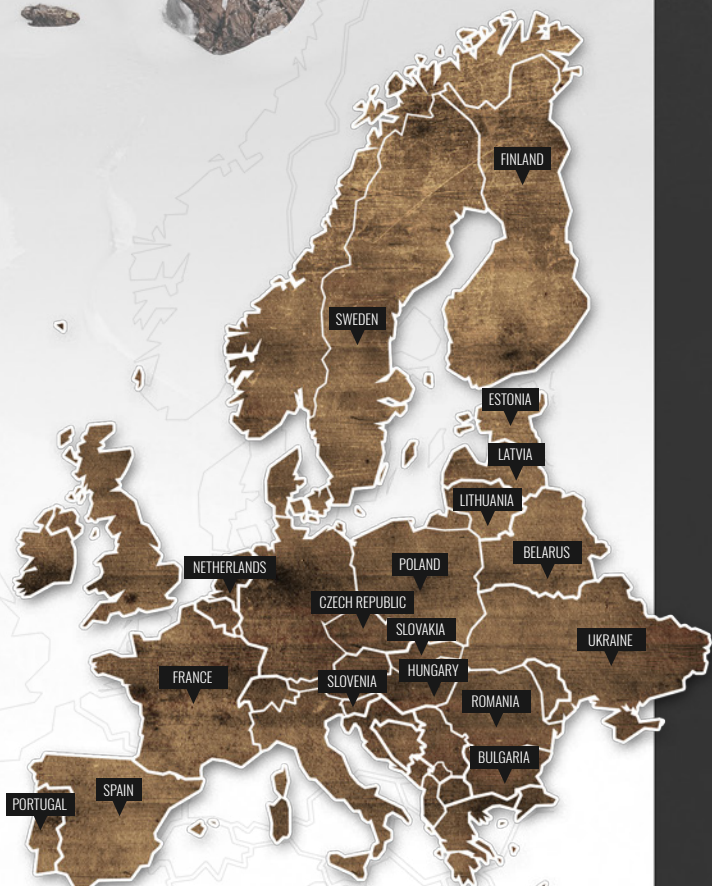 FINLAND
SWEDEN
ESTONIA
LATVIA
LITHUANIA
BELARUS
POLAND
NETHERLANDS
CZECH REPUBLIC
SLOVAKIA
UKRAINE
HUNGARY
FRANCE
SLOVENIA
ROMANIA
BULGARIA
SPAIN
PORTUGAL